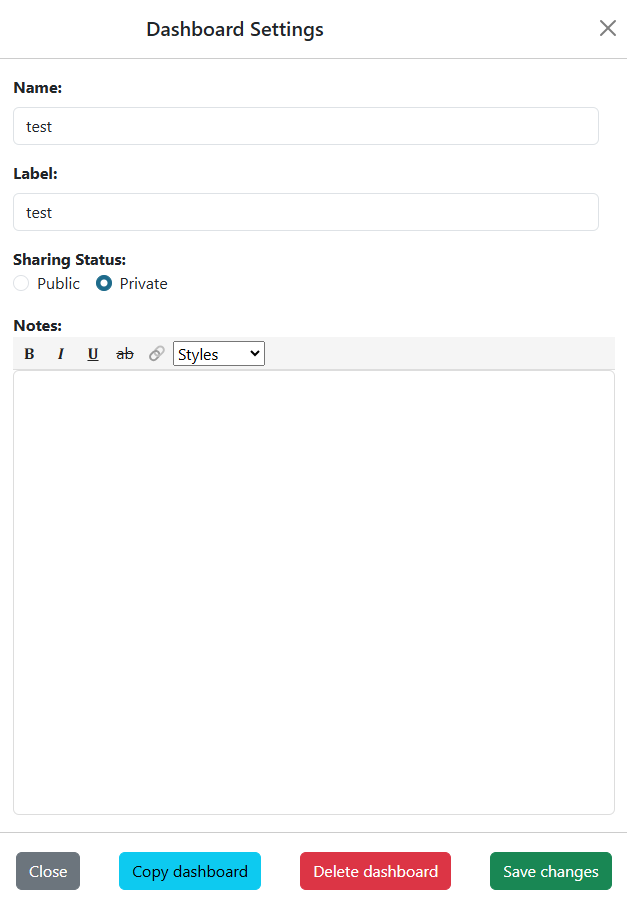 Dashboard Settings
Name:
test
Label:
test
Sharing Status:
Public Private
Notes:
B I U ab Styles
Close Copy dashboard Delete dashboard Save changes